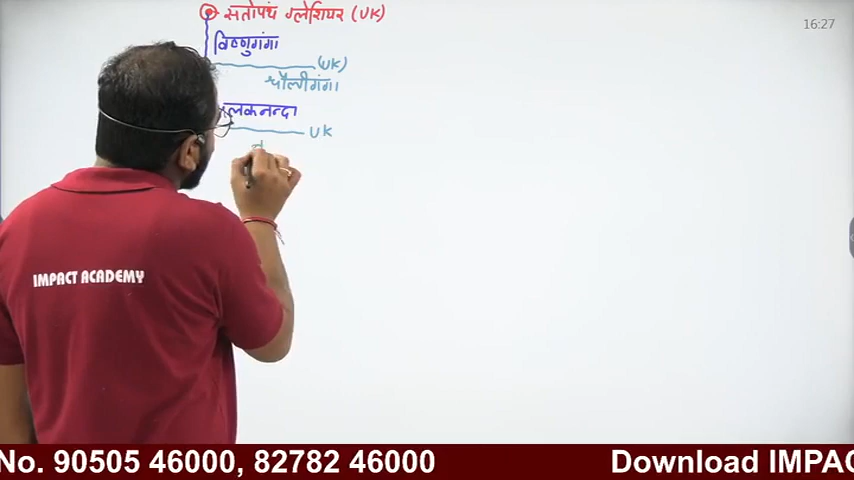 सतोपंथ ग्लेशियर (UK)
16:27
विष्णुगंगा
(UK)
धौलीगंगा
लकनन्दा
UK
IMPACT ACADEMY
No. 90505 46000, 82782 46000
Download IMPAC